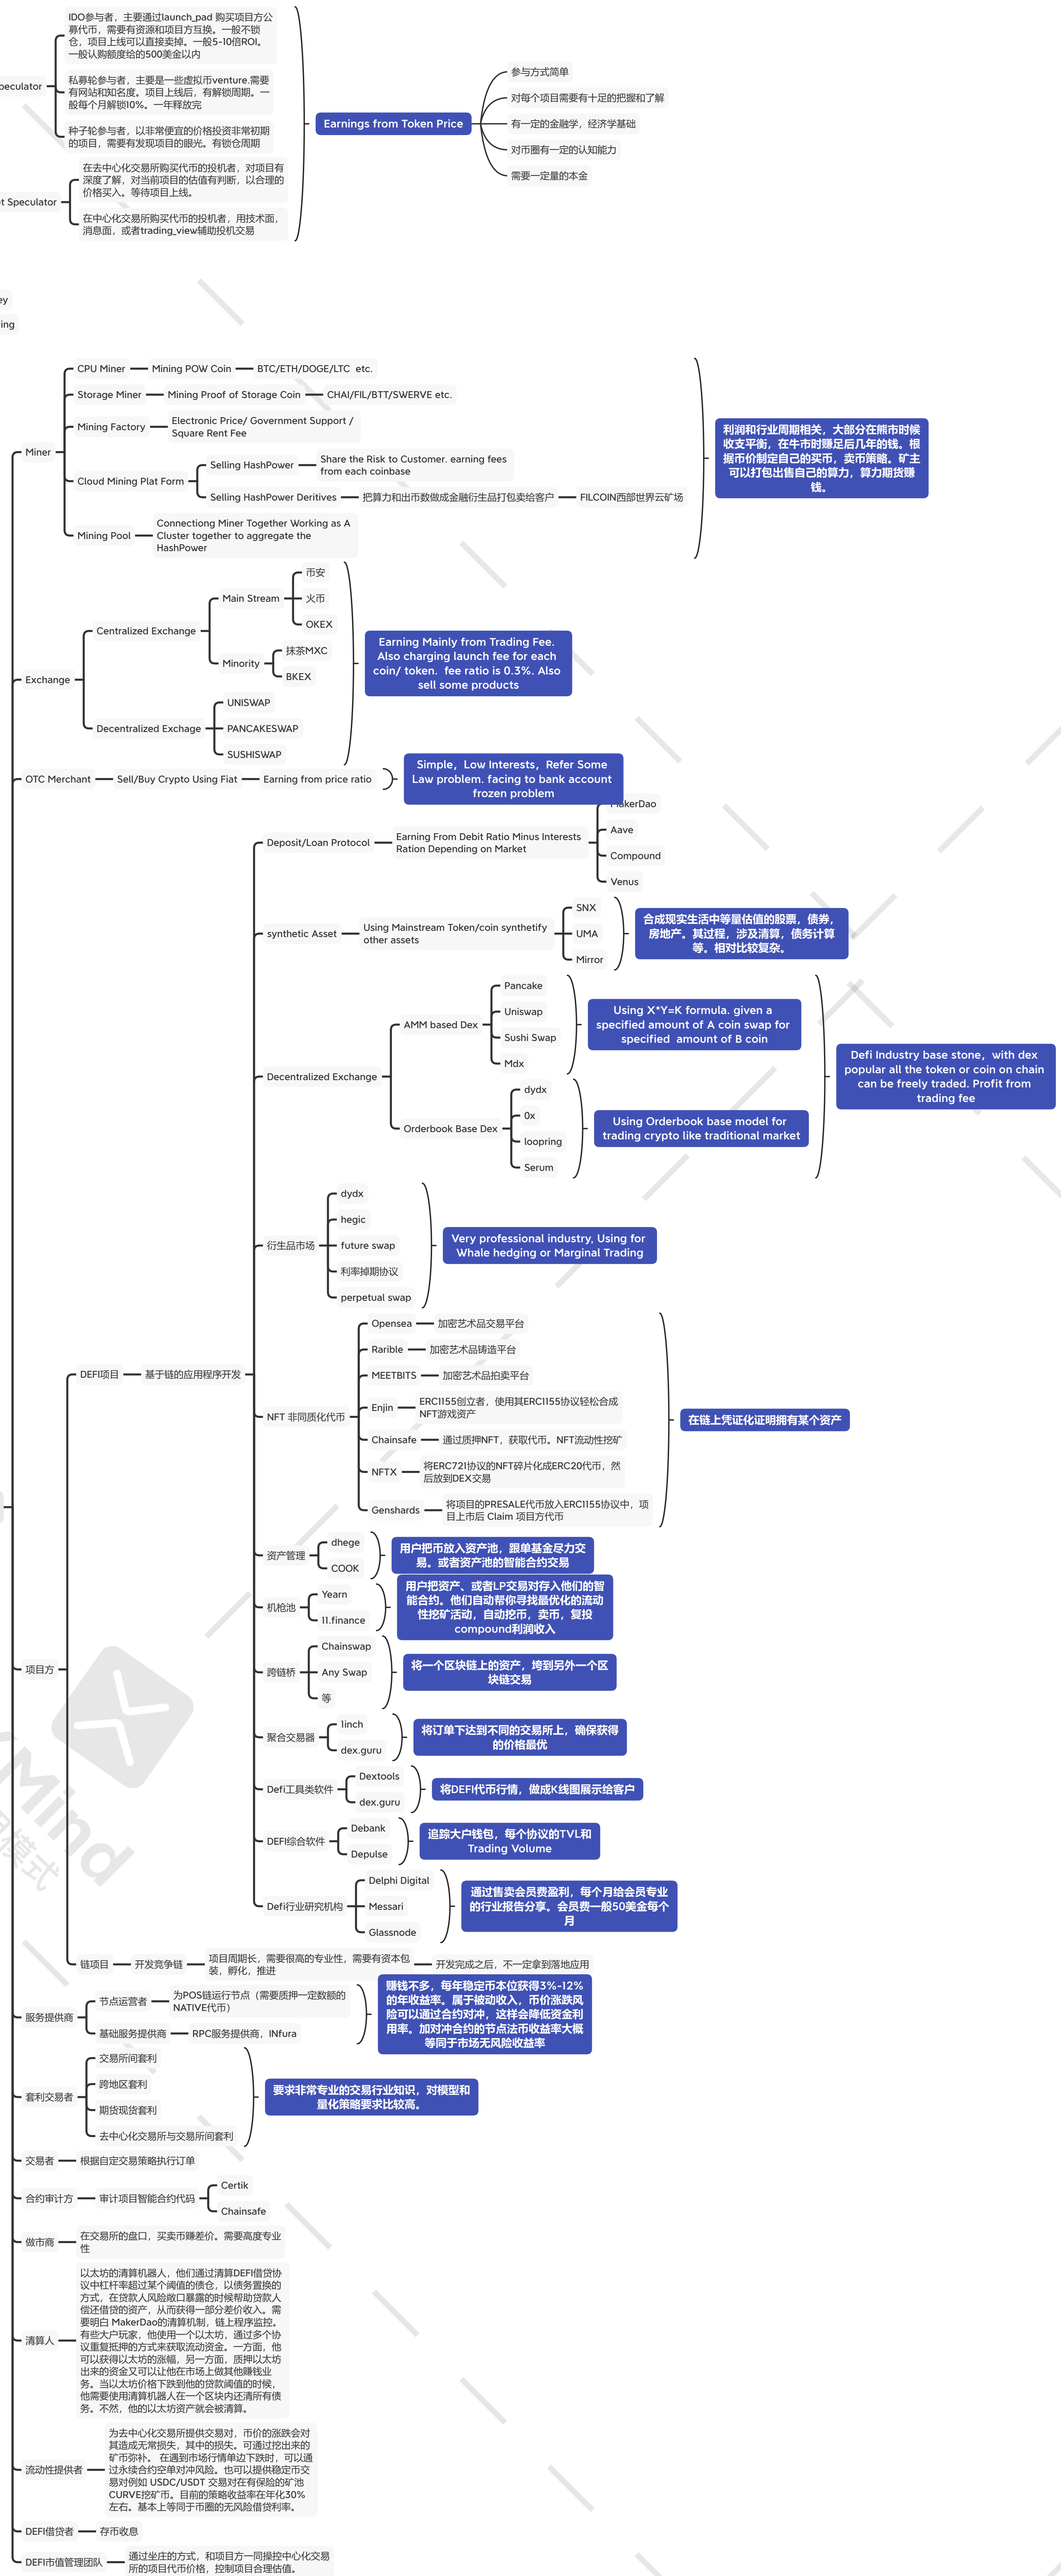 IDO参与者，主要通过launch_pad 购买项目方公
募代币，需要有资源和项目方互换。一般不锁
仓，项目上线可以直接卖掉。一般5-10倍ROI。
一般认购额度给的500美金以内
peculator
私募轮参与者，主要是一些虚拟币venture.需要
有网站和知名度。项目上线后，有解锁周期。一
般每个月解锁10%。一年释放完
种子轮参与者，以非常便宜的价格投资非常初期
的项目，需要有发现项目的眼光。有锁仓周期
t Speculator
在去中心化交易所购买代币的投机者，对项目有
深度了解，对当前项目的估值有判断，以合理的
价格买入。等待项目上线。
在中心化交易所购买代币的投机者，用技术面，
消息面，或者trading_view辅助投机交易
Earnings from Token Price
参与方式简单
对每个项目需要有十足的把握和了解
有一定的金融学，经济学基础
对币圈有一定的认知能力
需要一定量的本金
ey
ing
Miner
CPU Miner
Mining POW Coin
BTC/ETH/DOGE/LTC etc.
Storage Miner
Mining Proof of Storage Coin
CHAI/FIL/BTT/SWERVE etc.
Mining Factory
Electronic Price/ Government Support /
Square Rent Fee
Cloud Mining Plat Form
Selling HashPower
Share the Risk to Customer. earning fees
from each coinbase
Selling HashPower Deritives
把算力和出币数做成金融衍生品打包卖给客户
FILCOIN西部世界云矿场
Mining Pool
Connectiong Miner Together Working as A
Cluster together to aggregate the
HashPower
利润和行业周期相关，大部分在熊市时候
收支平衡，在牛市时赚足后几年的钱。根
据币价制定自己的买币，卖币策略。矿主
可以打包出售自己的算力，算力期货赚
钱。
Exchange
Centralized Exchange
Main Stream
币安
火币
OKEX
Minority
抹茶MXC
BKEX
Decentralized Exchage
UNISWAP
PANCAKESWAP
SUSHISWAP
Earning Mainly from Trading Fee.
Also charging launch fee for each
coin/ token. fee ratio is 0.3%. Also
sell some products
OTC Merchant
Sell/Buy Crypto Using Fiat
Earning from price ratio
Simple，Low Interests，Refer Some
Law problem. facing to bank account
frozen problem
项目方
DEFI项目
基于链的应用程序开发
Deposit/Loan Protocol
Earning From Debit Ratio Minus Interests
Ration Depending on Market
MakerDao
Aave
Compound
Venus
synthetic Asset
Using Mainstream Token/coin synthetify
other assets
SNX
UMA
Mirror
合成现实生活中等量估值的股票，债券，
房地产。其过程，涉及清算，债务计算
等。相对比较复杂。
Decentralized Exchange
AMM based Dex
Pancake
Uniswap
Sushi Swap
Mdx
Using X*Y=K formula. given a
specified amount of A coin swap for
specified amount of B coin
Orderbook Base Dex
dydx
0x
loopring
Serum
Using Orderbook base model for
trading crypto like traditional market
Defi Industry base stone，with dex
popular all the token or coin on chain
can be freely traded. Profit from
trading fee
衍生品市场
dydx
hegic
future swap
利率掉期协议
perpetual swap
Very professional industry, Using for
Whale hedging or Marginal Trading
NFT 非同质化代币
Opensea
加密艺术品交易平台
Rarible
加密艺术品铸造平台
MEETBITS
加密艺术品拍卖平台
Enjin
ERC1155创立者，使用其ERC1155协议轻松合成
NFT游戏资产
Chainsafe
通过质押NFT，获取代币。NFT流动性挖矿
NFTX
将ERC721协议的NFT碎片化成ERC20代币，然
后放到DEX交易
Genshards
将项目的PRESALE代币放入ERC1155协议中，项
目上市后 Claim 项目方代币
在链上凭证化证明拥有某个资产
资产管理
dhege
COOK
用户把币放入资产池，跟单基金尽力交
易。或者资产池的智能合约交易
机枪池
Yearn
11.finance
用户把资产、或者LP交易对存入他们的智
能合约。他们自动帮你寻找最优化的流动
性挖矿活动，自动挖币，卖币，复投
compound利润收入
跨链桥
Chainswap
Any Swap
等
将一个区块链上的资产，垮到另外一个区
块链交易
聚合交易器
1inch
dex.guru
将订单下达到不同的交易所上，确保获得
的价格最优
Defi工具类软件
Dextools
dex.guru
将DEFI代币行情，做成K线图展示给客户
DEFI综合软件
Debank
Depulse
追踪大户钱包，每个协议的TVL和
Trading Volume
Defi行业研究机构
Delphi Digital
Messari
Glassnode
通过售卖会员费盈利，每个月给会员专业
的行业报告分享。会员费一般50美金每个
月
链项目
开发竞争链
项目周期长，需要很高的专业性，需要有资本包
装，孵化，推进
开发完成之后，不一定拿到落地应用
服务提供商
节点运营者
为POS链运行节点（需要质押一定数额的
NATIVE代币）
基础服务提供商
RPC服务提供商，INfura
赚钱不多，每年稳定币本位获得3%-12%
的年收益率。属于被动收入，币价涨跌风
险可以通过合约对冲，这样会降低资金利
用率。加对冲合约的节点法币收益率大概
等同于市场无风险收益率
套利交易者
交易所间套利
跨地区套利
期货现货套利
去中心化交易所与交易所间套利
要求非常专业的交易行业知识，对模型和
量化策略要求比较高。
交易者
根据自定交易策略执行订单
合约审计方
审计项目智能合约代码
Certik
Chainsafe
做市商
在交易所的盘口，买卖币赚差价。需要高度专业
性
清算人
以太坊的清算机器人，他们通过清算DEFI借贷协
议中杠杆率超过某个阈值的债仓，以债务置换的
方式，在贷款人风险敞口暴露的时候帮助贷款人
偿还借贷的资产，从而获得一部分差价收入。需
要明白 MakerDao的清算机制，链上程序监控。
有些大户玩家，他使用一个以太坊，通过多个协
议重复抵押的方式来获取流动资金。一方面，他
可以获得以太坊的涨幅，另一方面，质押以太坊
出来的资金又可以让他在市场上做其他赚钱业
务。当以太坊价格下跌到他的贷款阈值的时候，
他需要使用清算机器人在一个区块内还清所有债
务。不然，他的以太坊资产就会被清算。
流动性提供者
为去中心化交易所提供交易对，币价的涨跌会对
其造成无常损失，其中的损失。可通过挖出来的
矿币弥补。 在遇到市场行情单边下跌时，可以通
过永续合约空单对冲风险。也可以提供稳定币交
易对例如 USDC/USDT 交易对在有保险的矿池
CURVE挖矿币。目前的策略收益率在年化30%
左右。基本上等同于币圈的无风险借贷利率。
DEFI借贷者
存币收息
DEFI市值管理团队
通过坐庄的方式，和项目方一同操控中心化交易
所的项目代币价格，控制项目合理估值。
Mind
模式